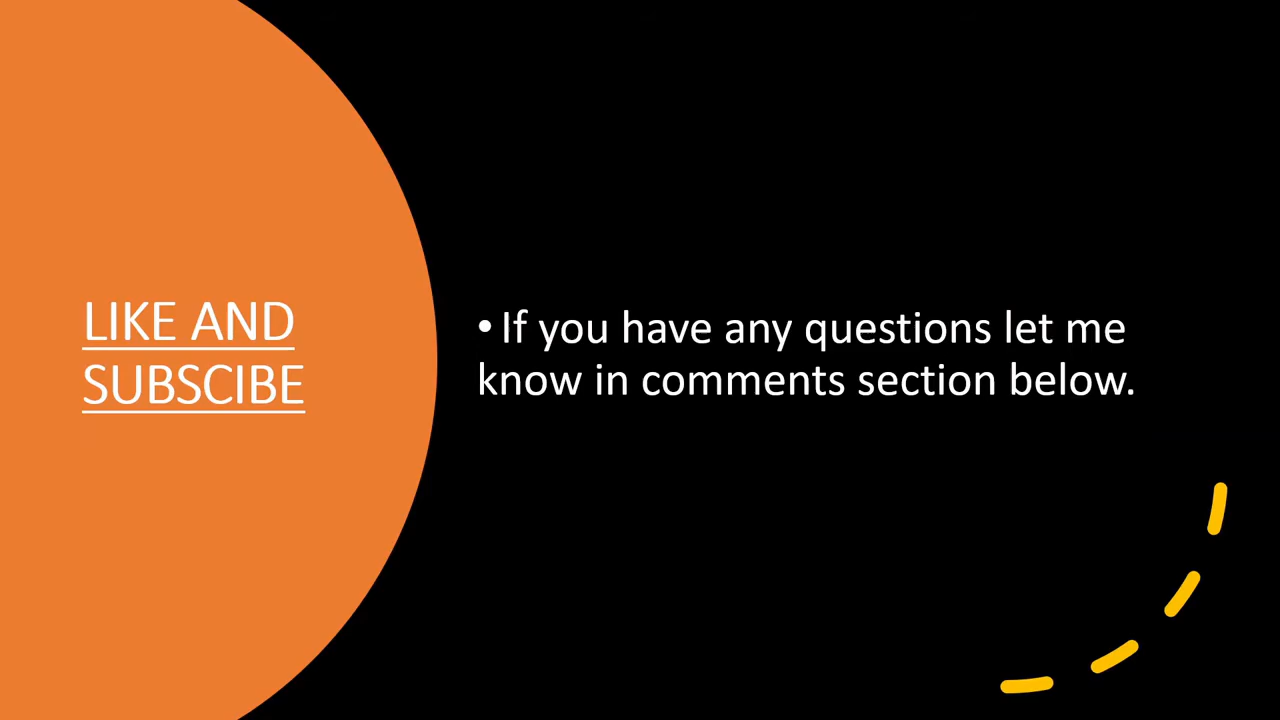 LIKE AND
SUBSCIBE
• If you have any questions let me
know in comments section below.